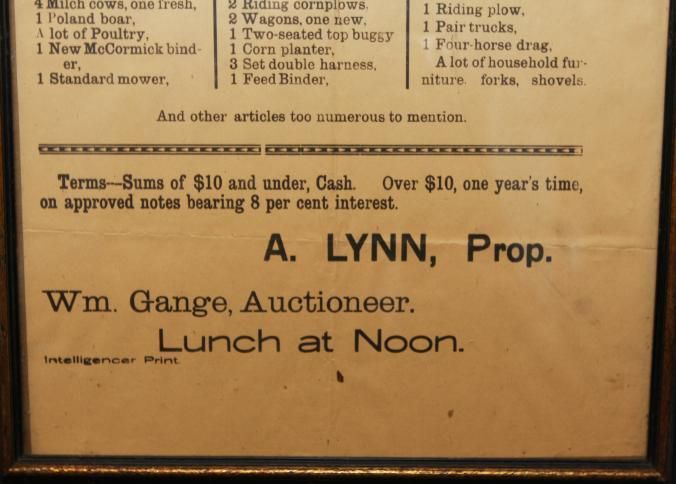 4 Milch cows, one fresh,
1 Poland boar,
A lot of Poultry,
1 New McCormick bind-
er,
1 Standard mower,
2 Riding cornplows,
2 Wagons, one new,
1 Two-seated top buggy
1 Corn planter,
3 Set double harness,
1 Feed Binder,
1 Riding plow,
1 Pair trucks,
1 Four-horse drag,
A lot of household fur-
niture. forks, shovels.
And other articles too numerous to mention.
Terms—Sums of $10 and under, Cash. Over $10, one year's time,
on approved notes bearing 8 per cent interest.
A. LYNN, Prop.
Wm. Gange, Auctioneer.
Lunch at Noon.
Intelligencer Print